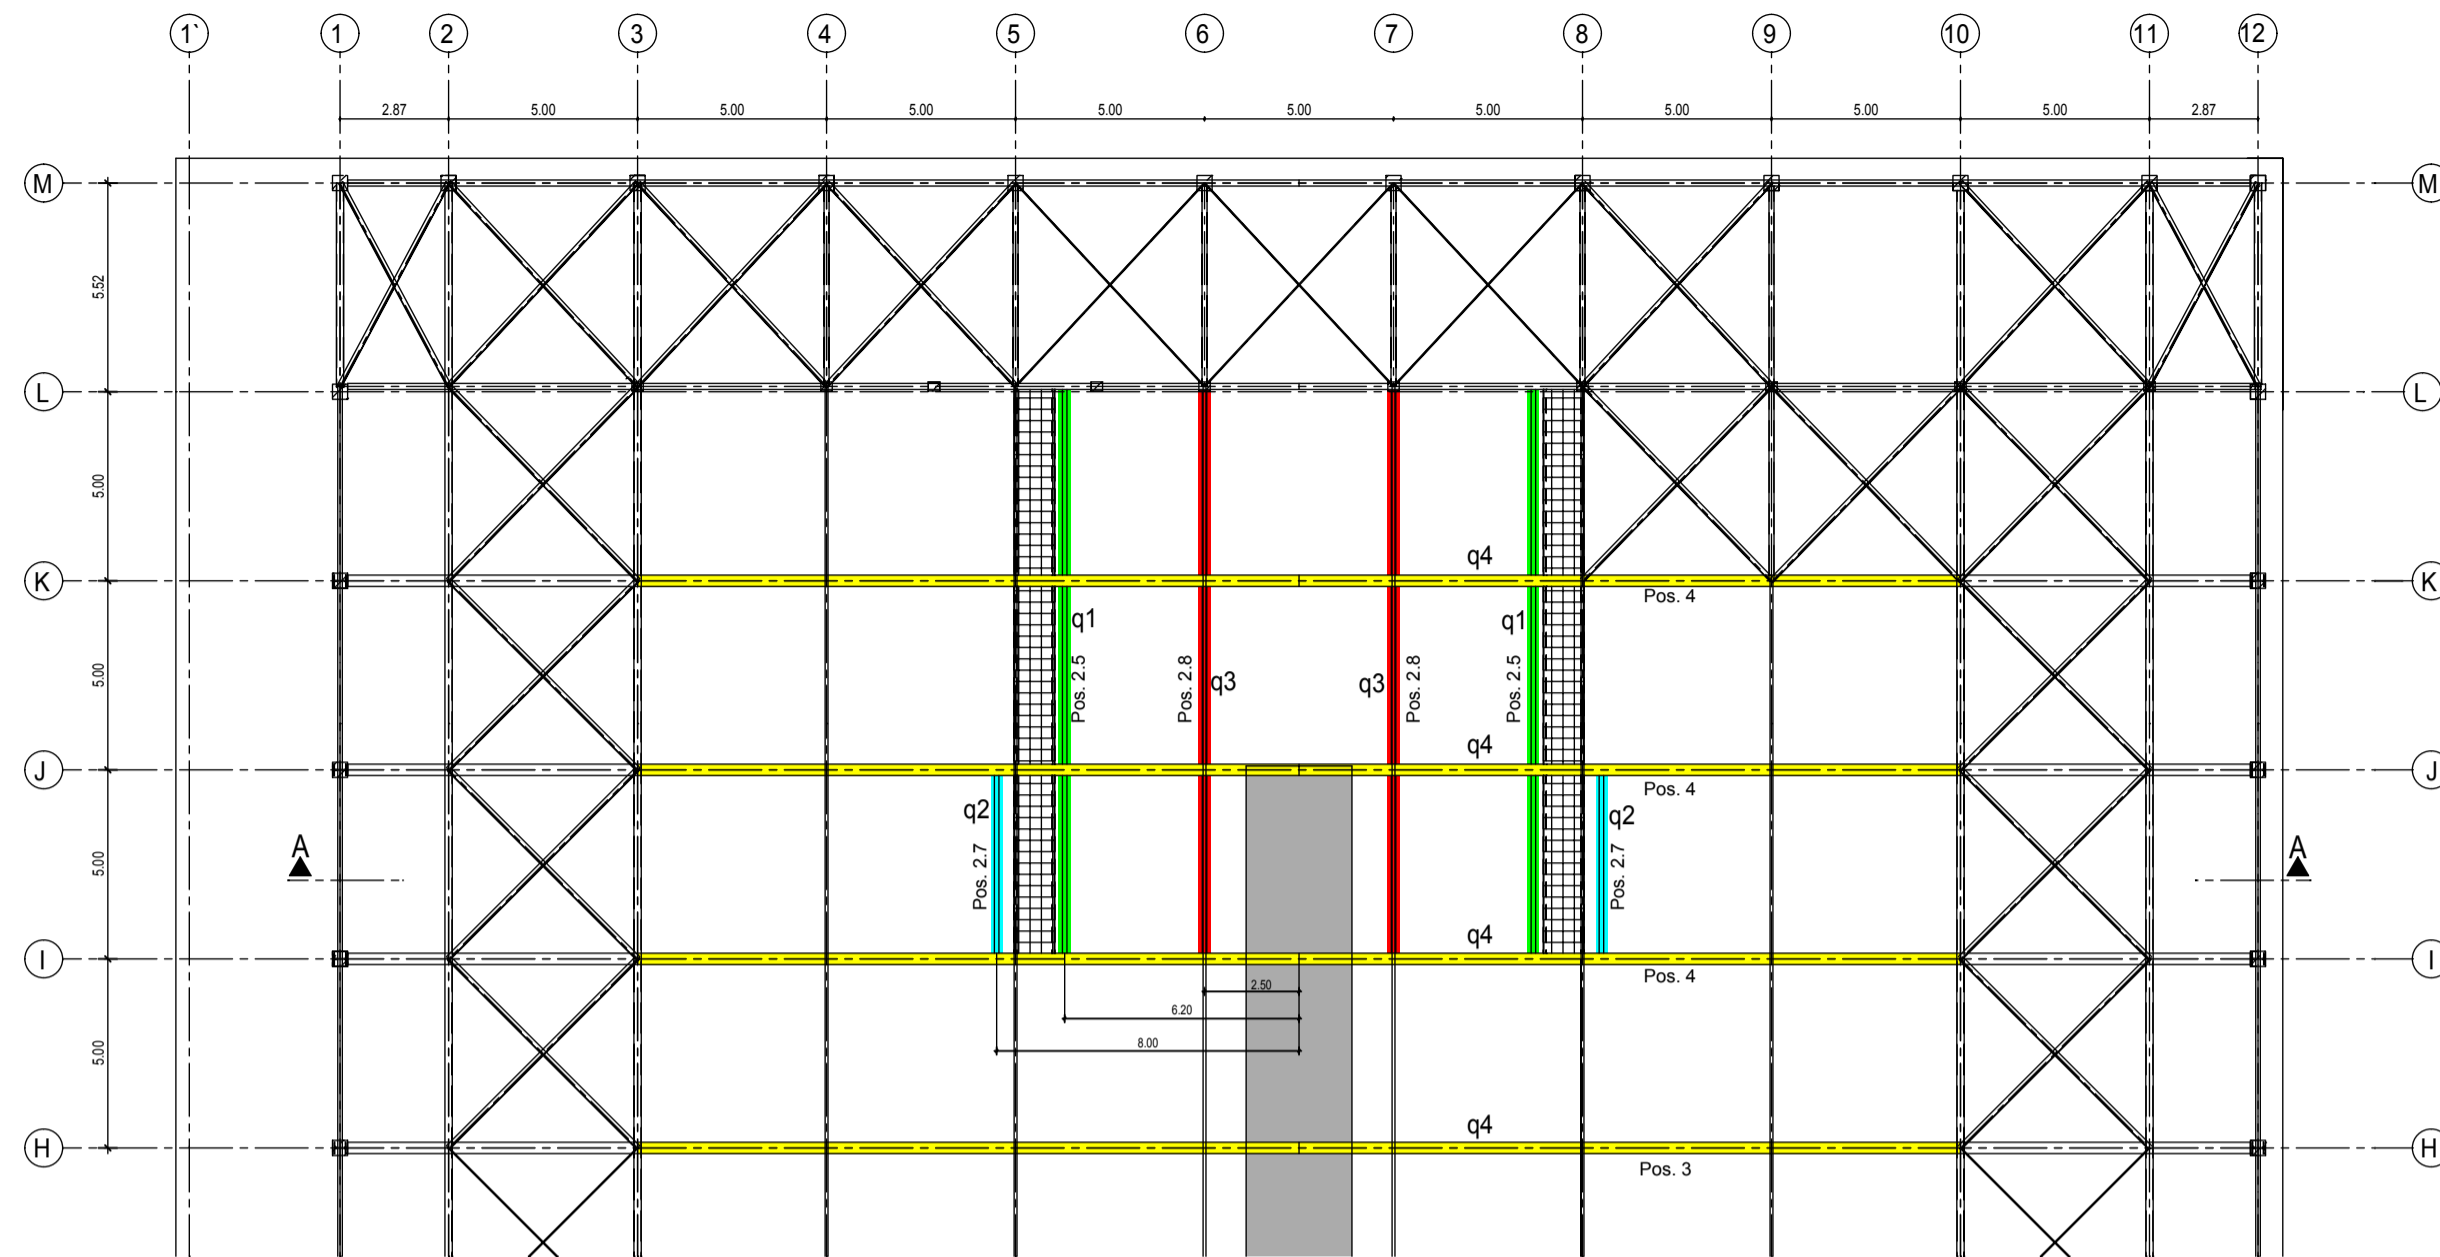 1` 1 2 3 4 5 6 7 8 9 10 11 12
2.87 5.00 5.00 5.00 5.00 5.00 5.00 5.00 5.00 5.00 2.87
M M
5.52
L L
5.00
q4
K K
Pos. 4
q1 q1
5.00
Pos. 2.5 Pos. 2.8 q3 q3 Pos. 2.8 Pos. 2.5
q4
J J
Pos. 4
q2 q2
A A
5.00
Pos. 2.7 Pos. 2.7
q4
I I
Pos. 4
2.50
6.20
8.00
5.00
q4
H H
Pos. 3